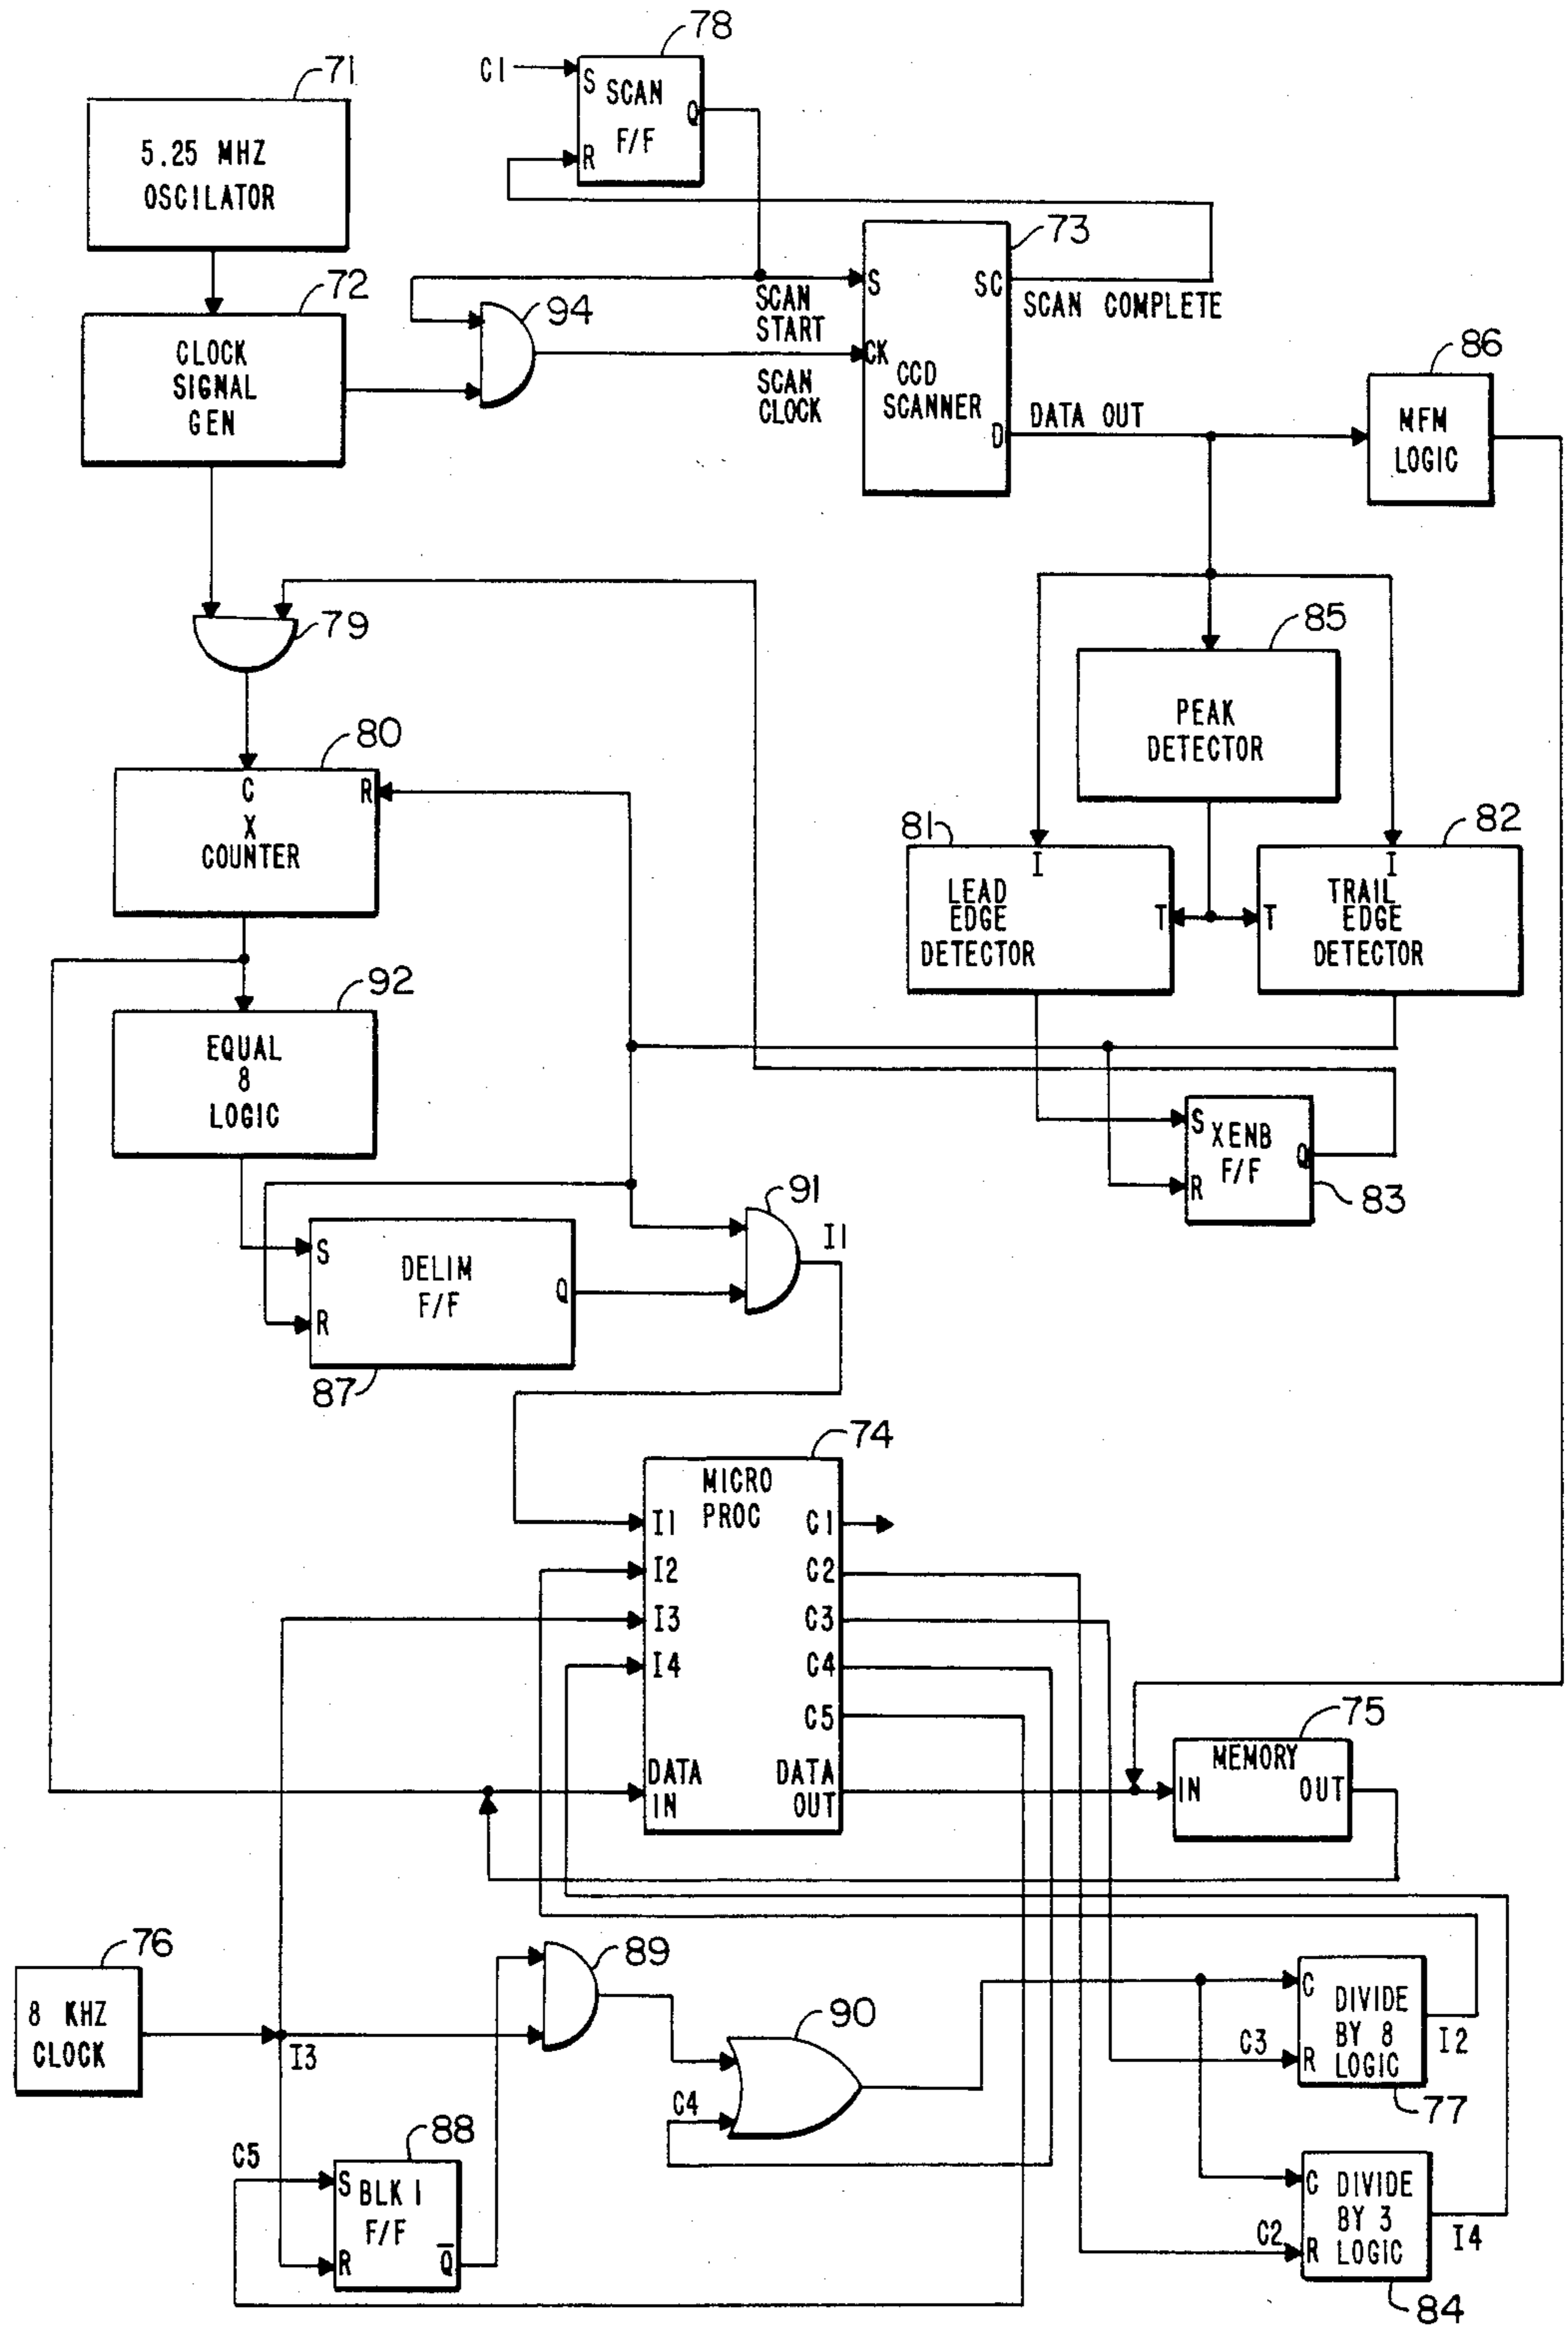 78
C1
S
SCAN
F/F
Q
R
71
5.25 MHZ
OSCILATOR
72
CLOCK
SIGNAL
GEN
94
SCAN
START
SCAN
CLOCK
73
S
SC
SCAN COMPLETE
CK
CCD
SCANNER
D
DATA OUT
86
MFM
LOGIC
79
85
PEAK
DETECTOR
80
C
R
X
COUNTER
81
I
LEAD
EDGE
DETECTOR
T
82
I
TRAIL
EDGE
DETECTOR
T
92
EQUAL
8
LOGIC
S
XENB
F/F
Q
R
83
91
I1
S
DELIM
F/F
Q
R
87
74
MICRO
PROC
I1
I2
I3
I4
C1
C2
C3
C4
C5
DATA
IN
DATA
OUT
75
MEMORY
IN
OUT
76
8 KHZ
CLOCK
I3
89
90
C4
C
DIVIDE
BY 8
LOGIC
R
C3
I2
77
88
C5
S
BLK 1
F/F
R
Q̅
C
DIVIDE
BY 3
LOGIC
R
C2
I4
84